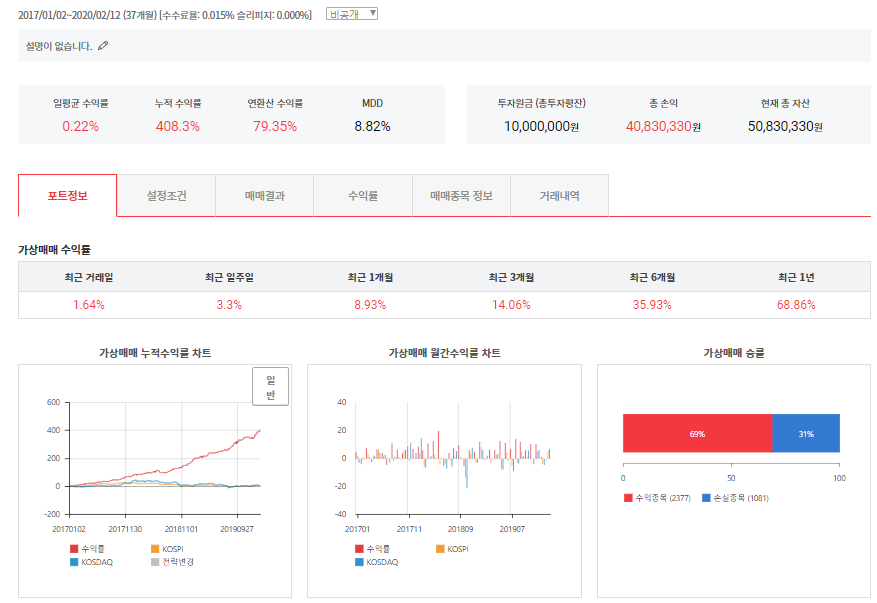 2017/01/02~2020/02/12 (37개월) [수수료율: 0.015% 슬리피지: 0.000%] 비공개
설명이 없습니다.
일평균 수익률 누적 수익률 연환산 수익률 MDD 투자원금 (총투자평잔) 총 손익 현재 총 자산
0.22% 408.3% 79.35% 8.82% 10,000,000원 40,830,330원 50,830,330원
포트정보 설정조건 매매결과 수익률 매매종목 정보 거래내역
가상매매 수익률
최근 거래일 최근 일주일 최근 1개월 최근 3개월 최근 6개월 최근 1년
1.64% 3.3% 8.93% 14.06% 35.93% 68.86%
가상매매 누적수익률 차트
일
반
600
400
200
0
-200
20170102 20171130 20181101 20190927
수익률 KOSPI
KOSDAQ 전략변경
가상매매 월간수익률 차트
40
20
0
-20
-40
201701 201711 201809 201907
수익률 KOSPI
KOSDAQ
가상매매 승률
69% 31%
0 50 100
수익종목 (2377) 손실종목 (1081)